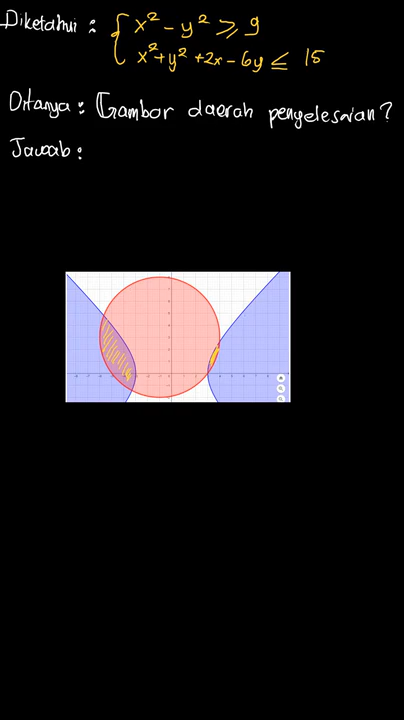 Diketahui : { x² - y² ⩾ 9
x² + y² + 2x - 6y ≤ 15
Ditanya : Gambar daerah penyelesaian ?
Jawab :